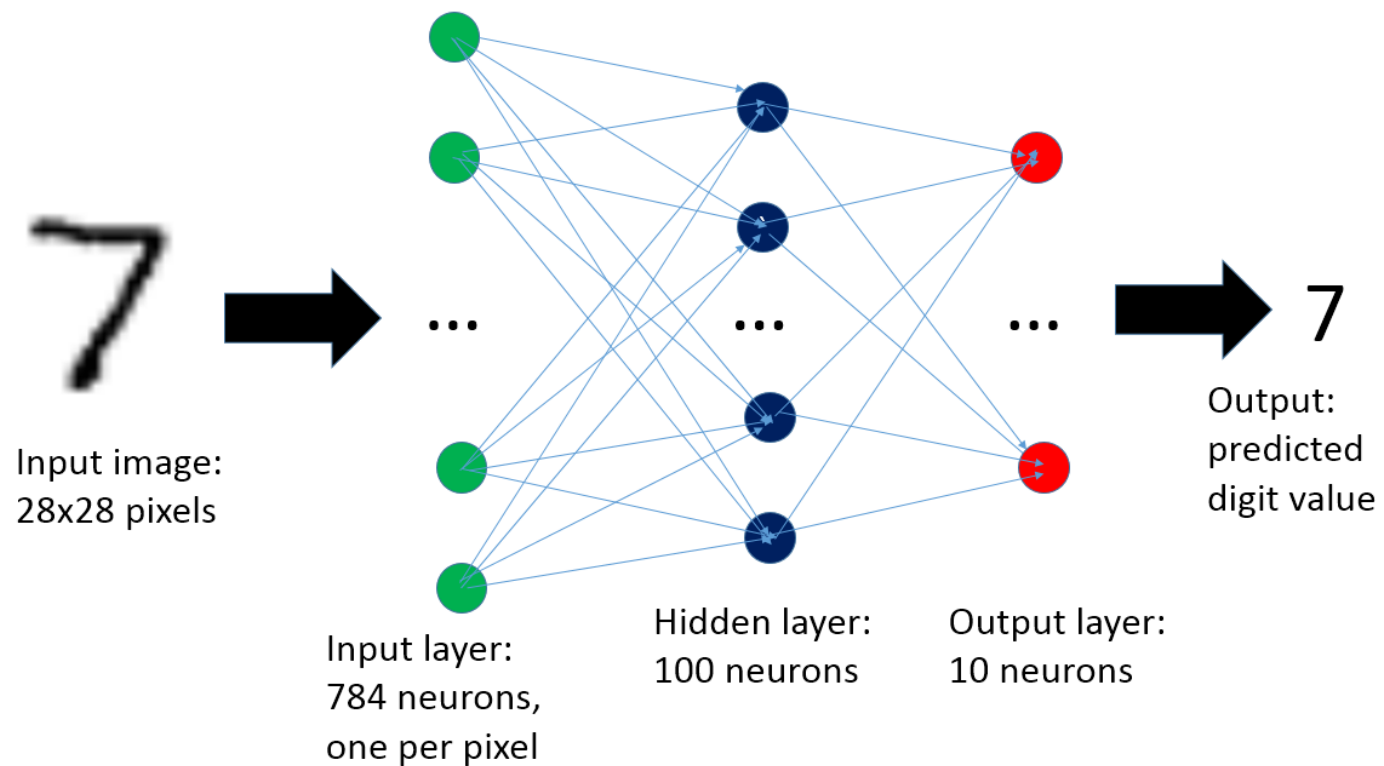 7
...
...
...
7
Input image:
28x28 pixels
Output:
predicted
digit value
Input layer:
784 neurons,
one per pixel
Hidden layer:
100 neurons
Output layer:
10 neurons